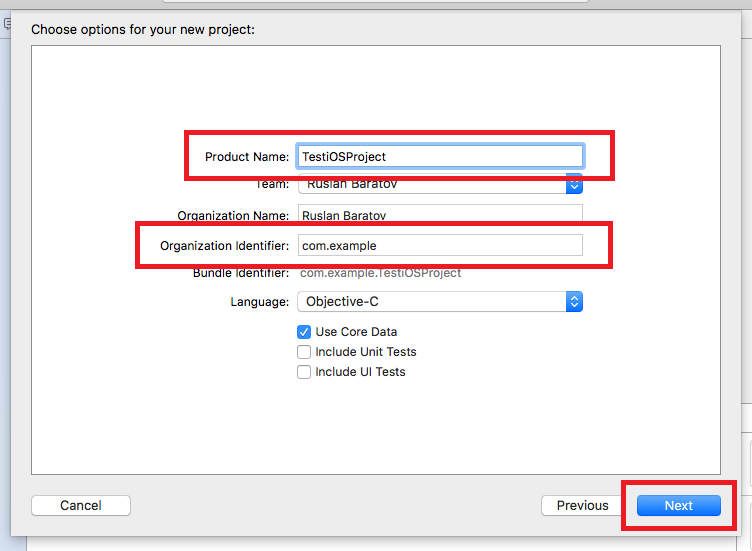 Choose options for your new project:
Product Name: TestiOSProject
Team: Ruslan Baratov
Organization Name: Ruslan Baratov
Organization Identifier: com.example
Bundle Identifier: com.example.TestiOSProject
Language: Objective-C
Use Core Data
Include Unit Tests
Include UI Tests
Cancel Previous Next